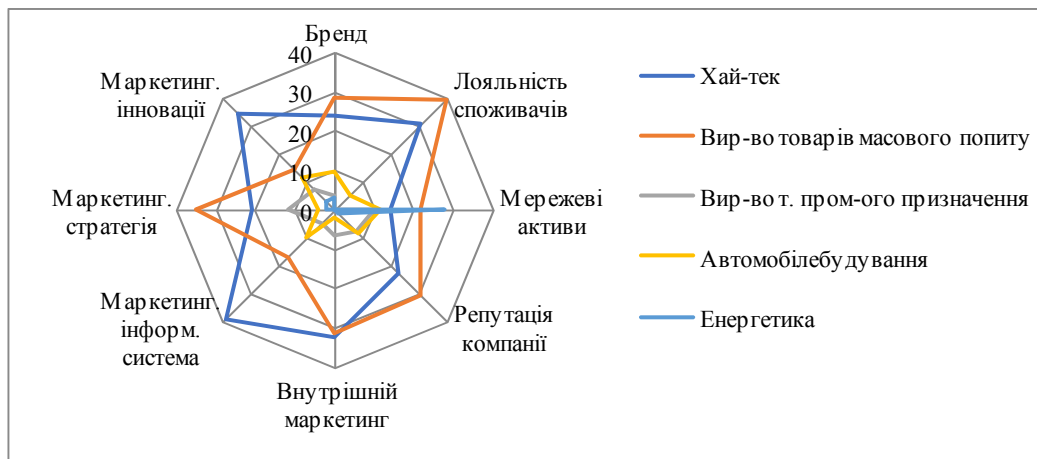 Бренд
40
30
20
10
0
Лояльність
споживачів
Мережеві
активи
Репутація
компанії
Внутрішній
маркетинг
Маркетинг.
інформ.
система
Маркетинг.
стратегія
Маркетинг.
інновації
Хай-тек
Вир-во товарів масового попиту
Вир-во т. пром-ого призначення
Автомобілебудування
Енергетика